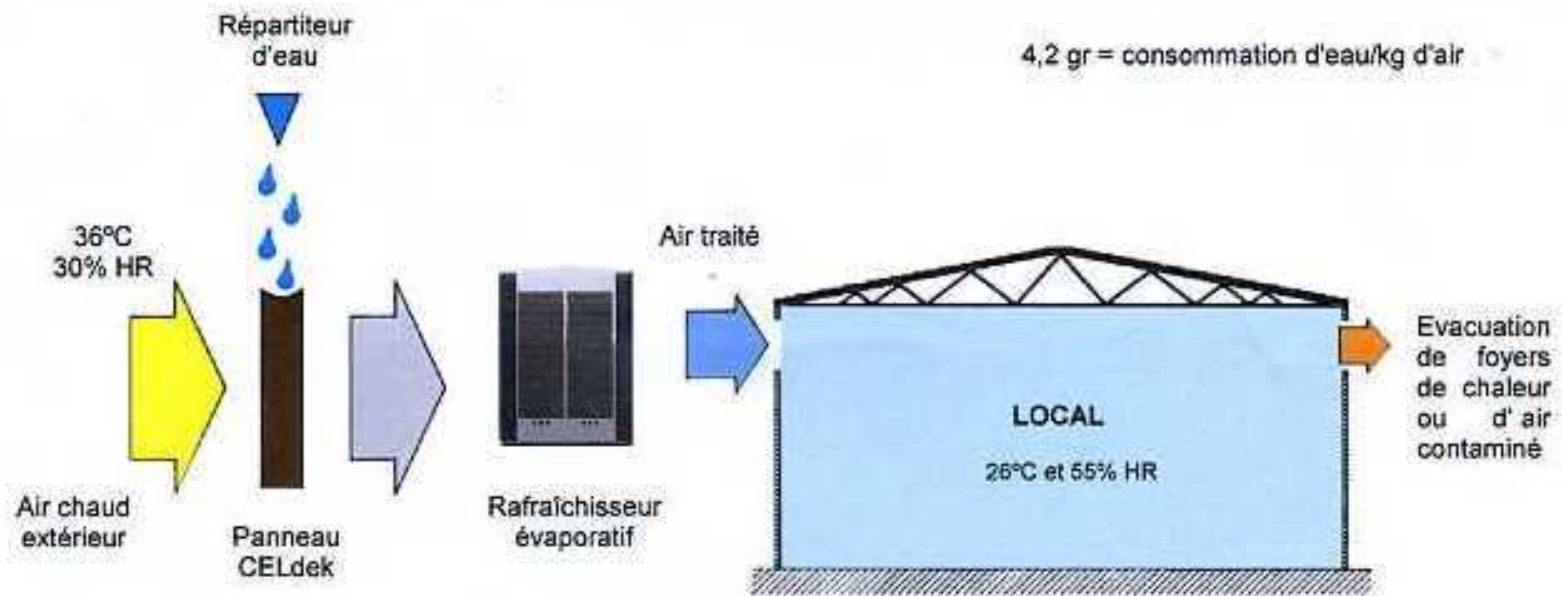 Répartiteur
d'eau
4,2 gr = consommation d'eau/kg d'air
36ºC
30% HR
Air traité
Evacuation
de foyers
de chaleur
ou d' air
contaminé
LOCAL
26ºC et 55% HR
Air chaud
extérieur
Panneau
CELdek
Rafraîchisseur
évaporatif